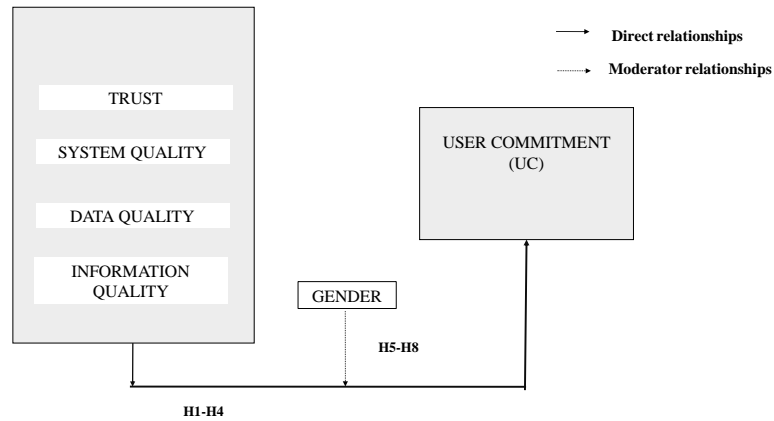 Direct relationships
Moderator relationships
TRUST
SYSTEM QUALITY
DATA QUALITY
INFORMATION
QUALITY
USER COMMITMENT
(UC)
GENDER
H5-H8
H1-H4